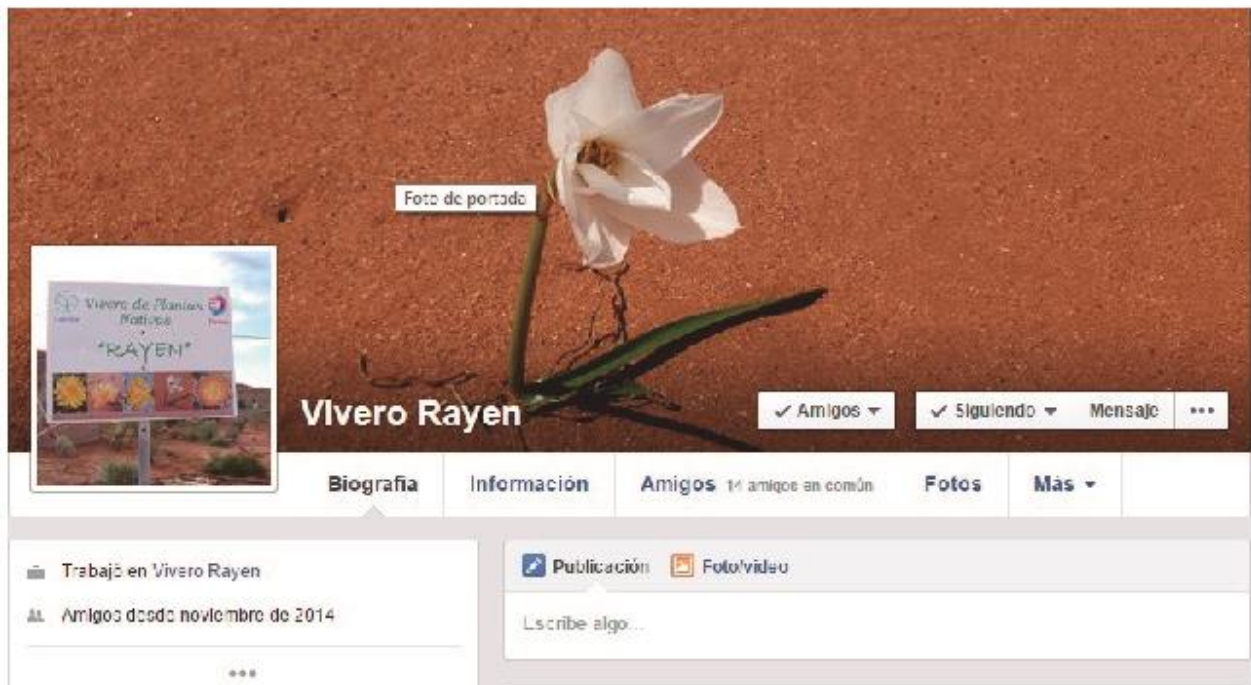 Foto de portada
Vivero de Plantas
Nativas
"RAYEN"
Vivero Rayen
Amigos
Siguiendo
Mensaje
Biografía
Información
Amigos 14 amigos en común
Fotos
Más
Trabajó en Vivero Rayen
Amigos desde noviembre de 2014
Publicación
Foto/video
Escribe algo...